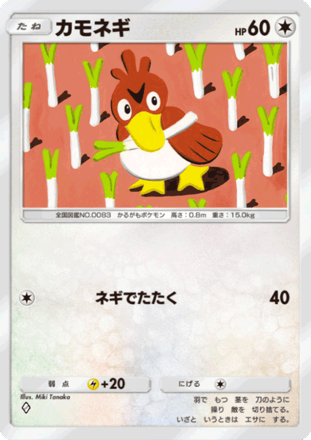 たね カモネギ HP60
全国図鑑NO.0083 かるがもポケモン 高さ：0.8m 重さ：15.0kg
ネギでたたく 40
Illus. Miki Tanaka
弱点 +20 にげる
羽で もつ 茎を 刀のように
操り 敵を 切り捨てる。
いざと いうときは エサに する。